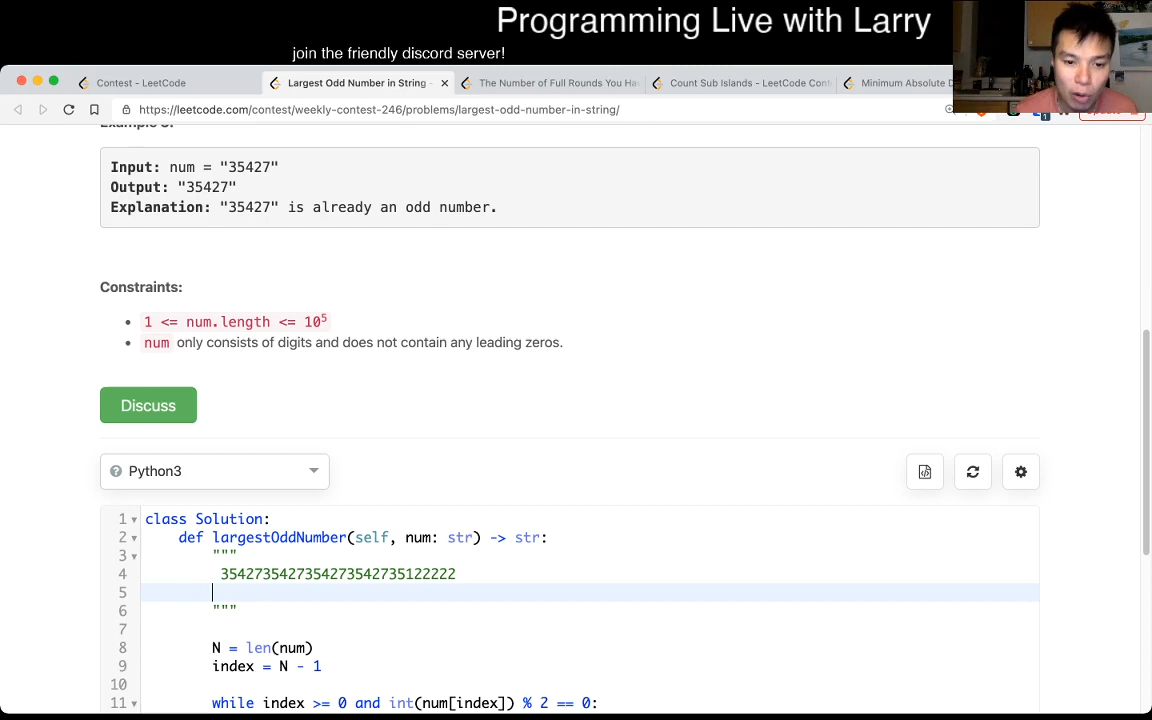 Programming Live with Larry
join the friendly discord server!
Contest - LeetCode
Largest Odd Number in String -
The Number of Full Rounds You Ha
Count Sub Islands - LeetCode Cont
Minimum Absolute D
https://leetcode.com/contest/weekly-contest-246/problems/largest-odd-number-in-string/
Input: num = "35427"
Output: "35427"
Explanation: "35427" is already an odd number.
Constraints:
1 <= num.length <= 10⁵
num only consists of digits and does not contain any leading zeros.
Discuss
Python3
1 class Solution:
2 def largestOddNumber(self, num: str) -> str:
3 """
4 3542735427354273542735122222
5
6 """
7
8 N = len(num)
9 index = N - 1
10
11 while index >= 0 and int(num[index]) % 2 == 0: